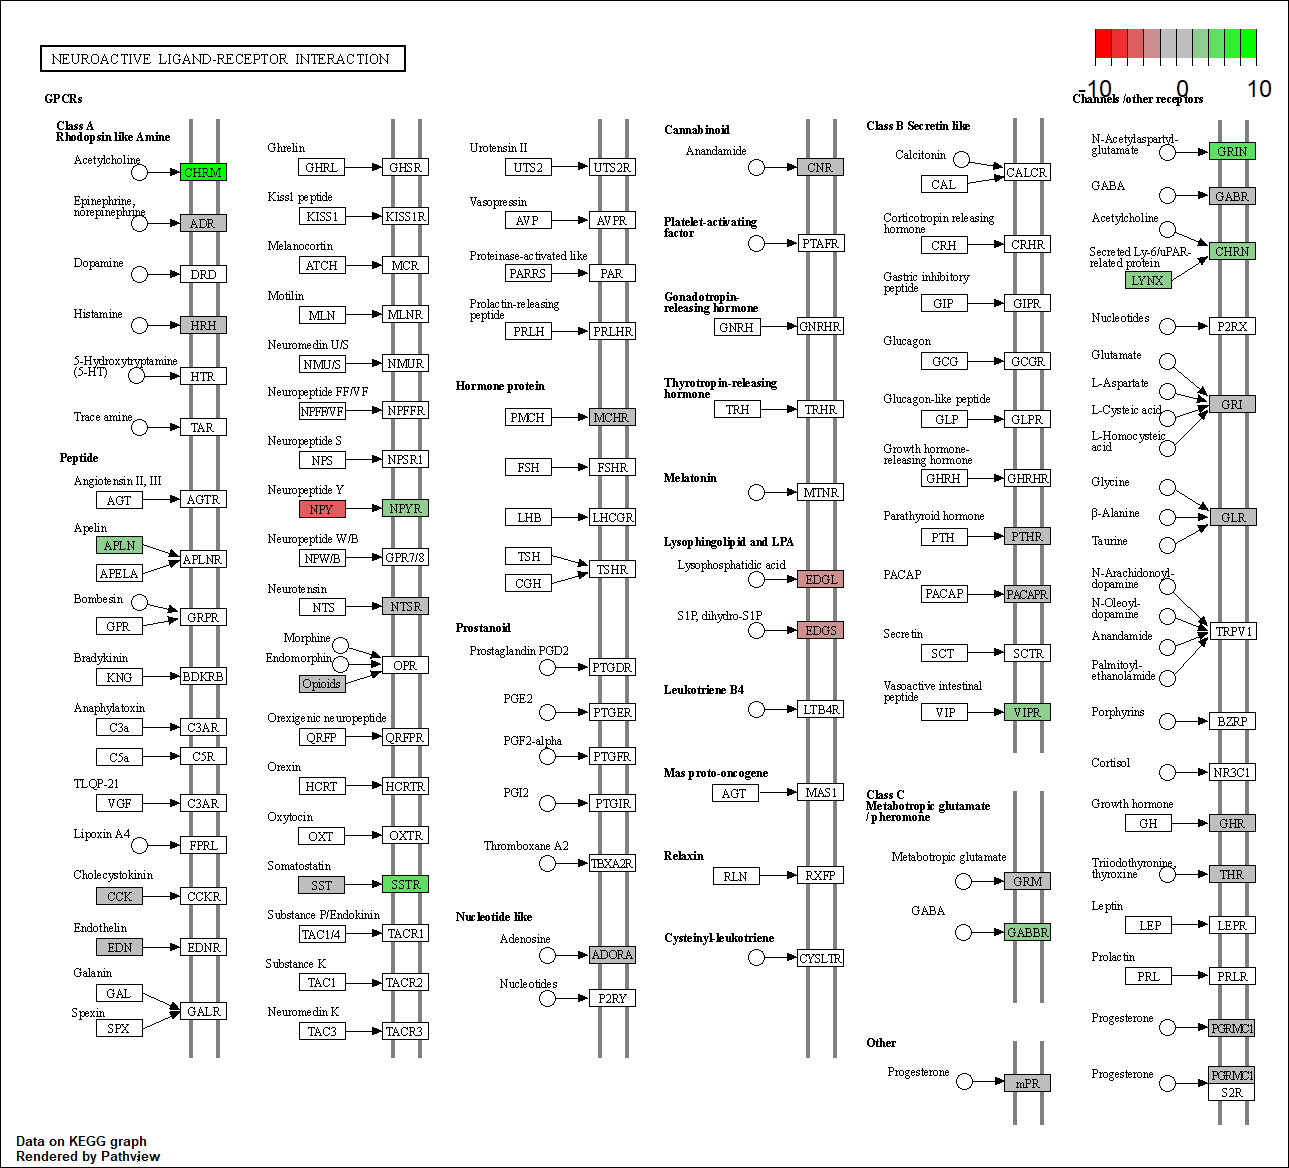 NEUROACTIVE LIGAND-RECEPTOR INTERACTION
-10 0 10
GPCRs
Class A
Rhodopsin like Amine
Acetylcholine
CHRM
Epinephrine,
norepinephrine
ADR
Dopamine
DRD
Histamine
HRH
5-Hydroxytryptamine
(5-HT)
HTR
Trace amine
TAR
Peptide
Angiotensin II, III
AGT AGTR
Apelin
APLN
APLNR
APELA
Bombesin
GRPR
GPR
Bradykinin
KNG BDKRB
Anaphylatoxin
C3a C3AR
C5a C5R
TLQP-21
VGF C3AR
Lipoxin A4
FPRL
Cholecystokinin
CCK CCKR
Endothelin
EDN EDNR
Galanin
GAL
GALR
Spexin
SPX
Ghrelin
GHRL GHSR
Kiss1 peptide
KISS1 KISS1R
Melanocortin
ATCH MCR
Motilin
MLN MLNR
Neuromedin U/S
NMU/S NMUR
Neuropeptide FF/VF
NPFF/VF NPFFR
Neuropeptide S
NPS NPSR1
Neuropeptide Y
NPY NPYR
Neuropeptide W/B
NPW/B GPR7/8
Neurotensin
NTS NTSR
Morphine
Endomorphin
OPR
Opioids
Orexigenic neuropeptide
QRFP QRFPR
Orexin
HCRT HCRTR
Oxytocin
OXT OXTR
Somatostatin
SST SSTR
Substance P/Endokinin
TAC1/4 TACR1
Substance K
TAC1 TACR2
Neuromedin K
TAC3 TACR3
Urotensin II
UTS2 UTS2R
Vasopressin
AVP AVPR
Proteinase-activated like
PARRS PAR
Prolactin-releasing
peptide
PRLH PRLHR
Hormone protein
PMCH MCHR
FSH FSHR
LHB LHCGR
TSH
TSHR
CGH
Prostanoid
Prostaglandin PGD2
PTGDR
PGE2
PTGER
PGF2-alpha
PTGFR
PGI2
PTGIR
Thromboxane A2
TBXA2R
Nucleotide like
Adenosine
ADORA
Nucleotides
P2RY
Cannabinoid
Anandamide
CNR
Platelet-activating
factor
PTAFR
Gonadotropin-
releasing hormone
GNRH GNRHR
Thyrotropin-releasing
hormone
TRH TRHR
Melatonin
MTNR
Lysophingolipid and LPA
Lysophosphatidic acid
EDGL
S1P, dihydro-S1P
EDGS
Leukotriene B4
LTB4R
Mas proto-oncogene
AGT MAS1
Relaxin
RLN RXFP
Cysteinyl-leukotriene
CYSLTR
Class B Secretin like
Calcitonin
CALCR
CAL
Corticotropin releasing
hormone
CRH CRHR
Gastric inhibitory
peptide
GIP GIPR
Glucagon
GCG GCGR
Glucagon-like peptide
GLP GLPR
Growth hormone-
releasing hormone
GHRH GHRHR
Parathyroid hormone
PTH PTHR
PACAP
PACAP PACAPR
Secretin
SCT SCTR
Vasoactive intestinal
peptide
VIP VIPR
Class C
Metabotropic glutamate
/ pheromone
Metabotropic glutamate
GRM
GABA
GABBR
Other
Progesterone
mPR
Channels /other receptors
N-Acetylaspartyl-
glutamate
GRIN
GABA
GABR
Acetylcholine
CHRN
Secreted Ly-6/uPAR-
related protein
LYNX
Nucleotides
P2RX
Glutamate
L-Aspartate
GRI
L-Cysteic acid
L-Homocysteic
acid
Glycine
β-Alanine
GLR
Taurine
N-Arachidonoyl-
dopamine
N-Oleoyl-
dopamine
TRPV1
Anandamide
Palmitoyl-
ethanolamide
Porphyrins
BZRP
Cortisol
NR3C1
Growth hormone
GH GHR
Triiodothyronine,
thyroxine
THR
Leptin
LEP LEPR
Prolactin
PRL PRLR
Progesterone
PGRMC1
Progesterone
PGRMC1
S2R
Data on KEGG graph
Rendered by Pathview